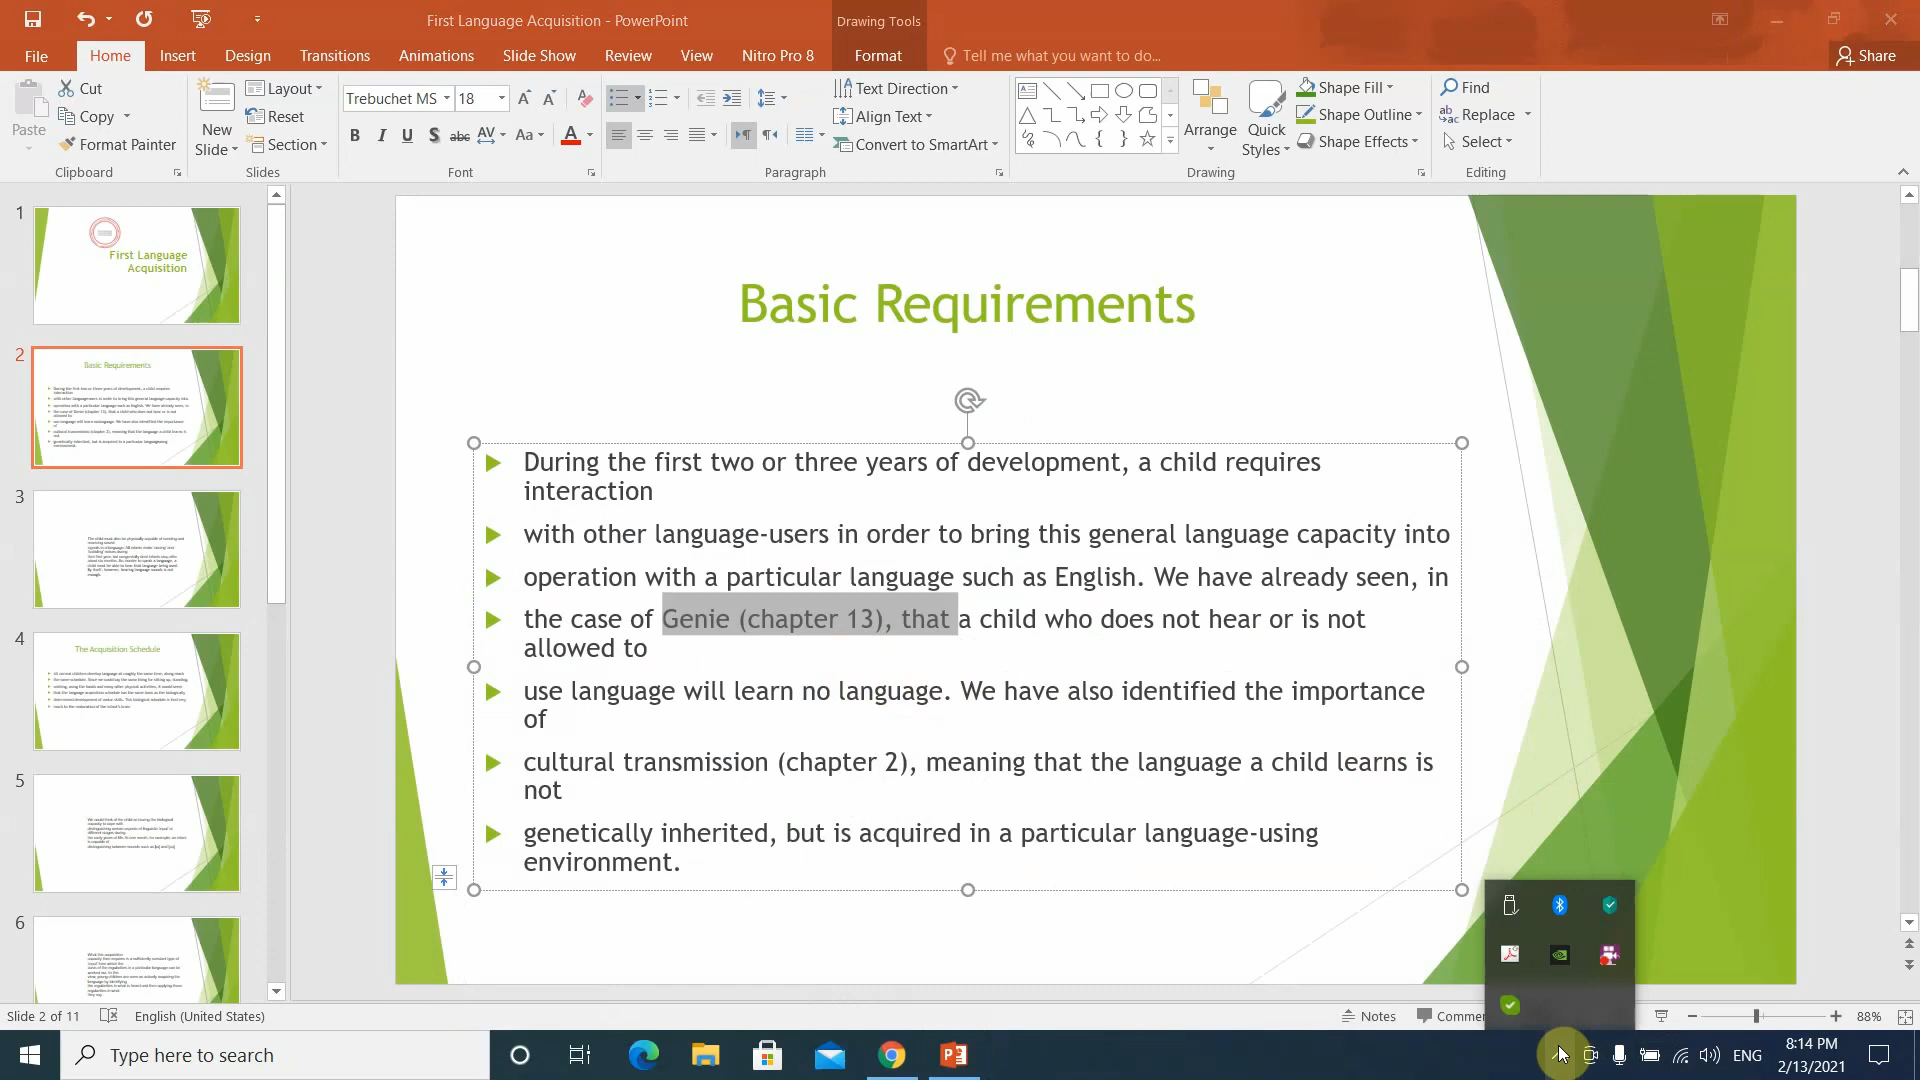 First Language Acquisition - PowerPoint
Drawing Tools
File
Home
Insert
Design
Transitions
Animations
Slide Show
Review
View
Nitro Pro 8
Format
Tell me what you want to do...
Share
Paste
Cut
Copy
Format Painter
Clipboard
New
Slide
Layout
Reset
Section
Slides
Trebuchet MS
18
Font
Text Direction
Align Text
Convert to SmartArt
Paragraph
Arrange
Quick
Styles
Shape Fill
Shape Outline
Shape Effects
Drawing
Find
Replace
Select
Editing
1
First Language
Acquisition
2
Basic Requirements
3
4
The Acquisition Schedule
5
6
Basic Requirements
During the first two or three years of development, a child requires
interaction
with other language-users in order to bring this general language capacity into
operation with a particular language such as English. We have already seen, in
the case of Genie (chapter 13), that a child who does not hear or is not
allowed to
use language will learn no language. We have also identified the importance
of
cultural transmission (chapter 2), meaning that the language a child learns is
not
genetically inherited, but is acquired in a particular language-using
environment.
Slide 2 of 11
English (United States)
Notes
88%
Type here to search
ENG
8:14 PM
2/13/2021